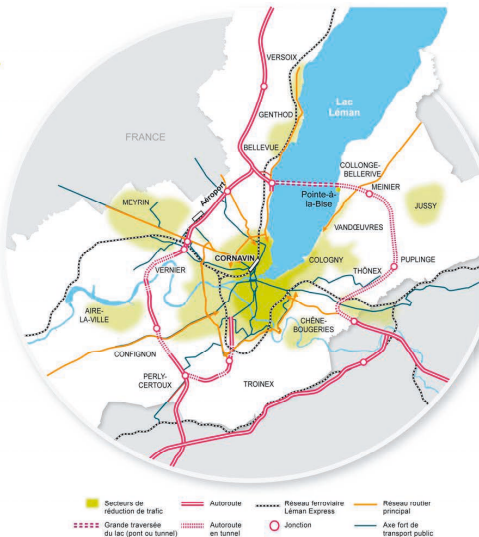 VERSOIX
Lac
Léman
GENTHOD
FRANCE
BELLEVUE
COLLONGE-
BELLERIVE
Aéroport
MEINIER
Pointe-à
la-Bise
MEYRIN
JUSSY
VANDŒUVRES
CORNAVIN
COLOGNY
PUPLINGE
VERNIER
THÔNEX
AIRE-
LA-VILLE
CHÊNE-
BOUGERIES
CONFIGNON
PERLY-
CERTOUX
TROINEX
Secteurs de
réduction de trafic
Autoroute
Réseau ferroviaire
Léman Express
Réseau routier
principal
Grande traversée
du lac (pont ou tunnel)
Autoroute
en tunnel
Jonction
Axe fort de
transport public